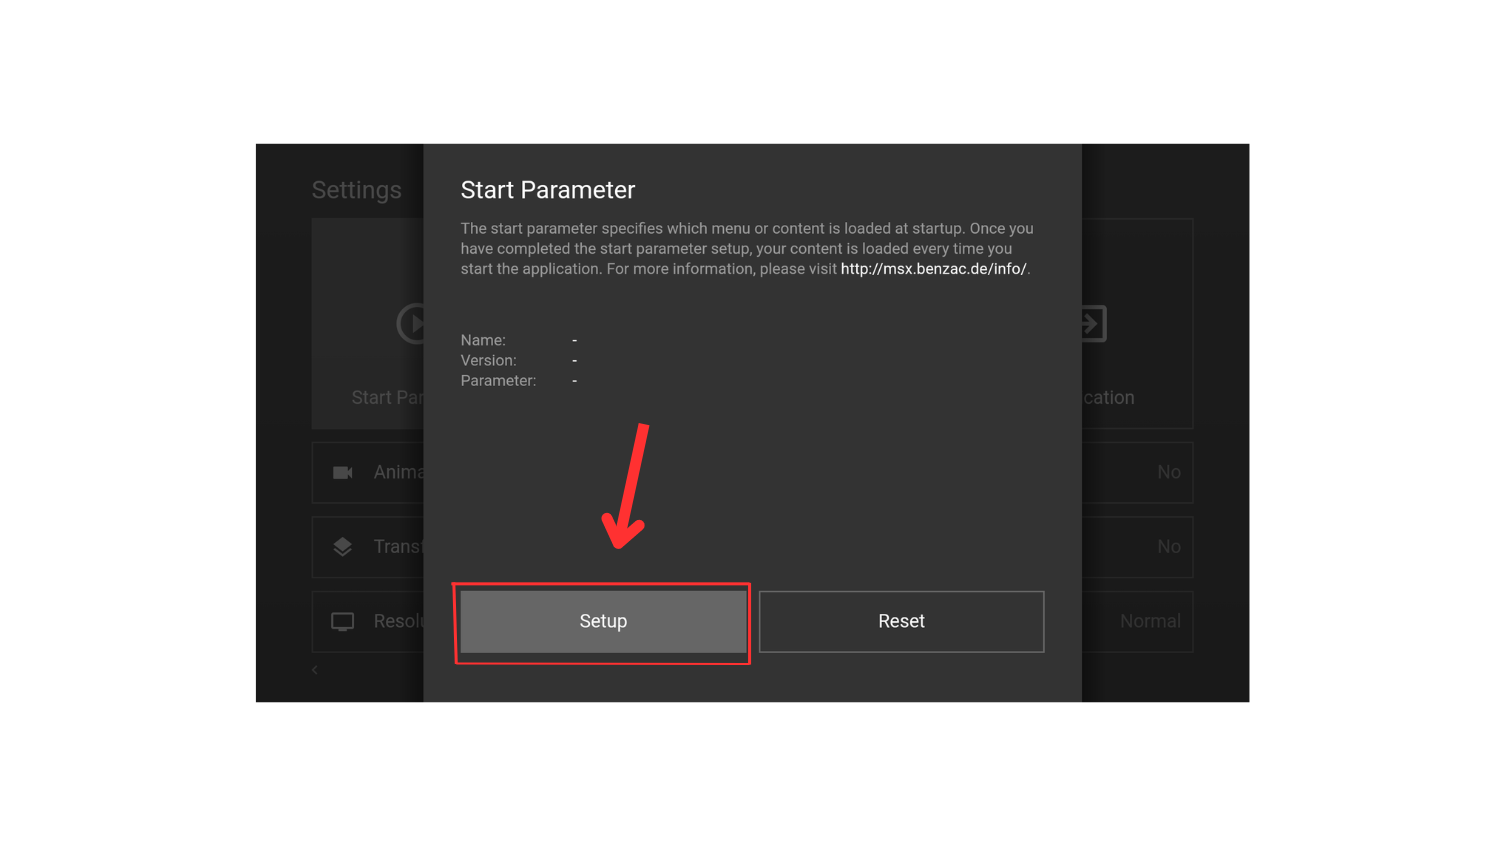 Settings
Start Parameter
The start parameter specifies which menu or content is loaded at startup. Once you
have completed the start parameter setup, your content is loaded every time you
start the application. For more information, please visit http://msx.benzac.de/info/.
Name: -
Version: -
Parameter: -
Start Par
cation
Anima
No
Transf
No
Resolu
Normal
Setup
Reset